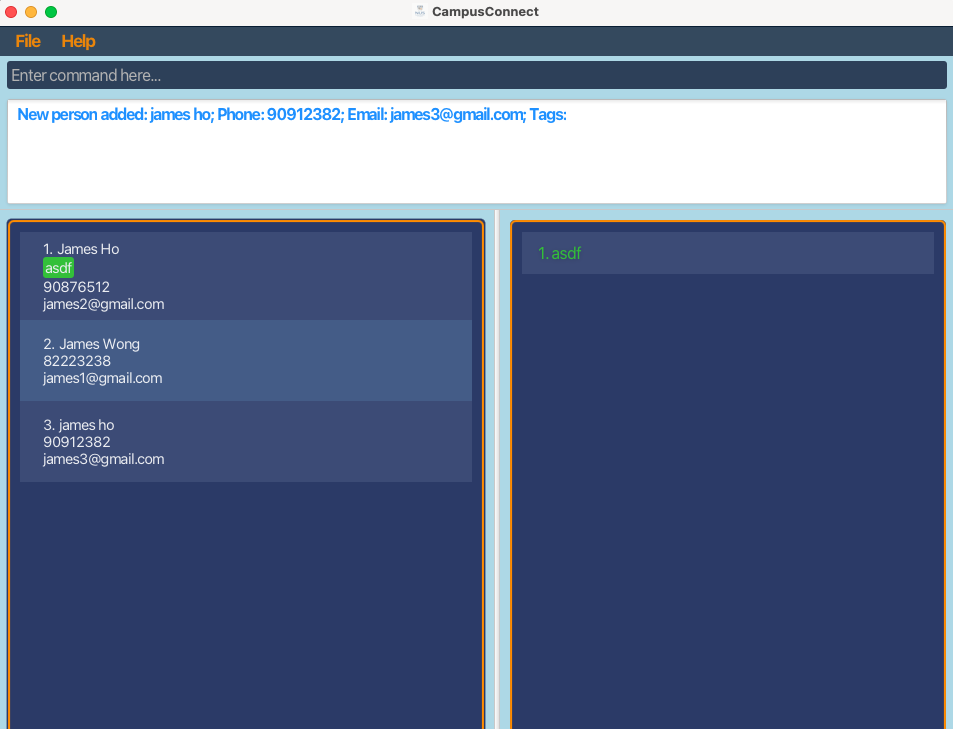 CampusConnect
File Help
Enter command here...
New person added: james ho; Phone: 90912382; Email: james3@gmail.com; Tags:
1. James Ho
asdf
90876512
james2@gmail.com
2. James Wong
82223238
james1@gmail.com
3. james ho
90912382
james3@gmail.com
1. asdf